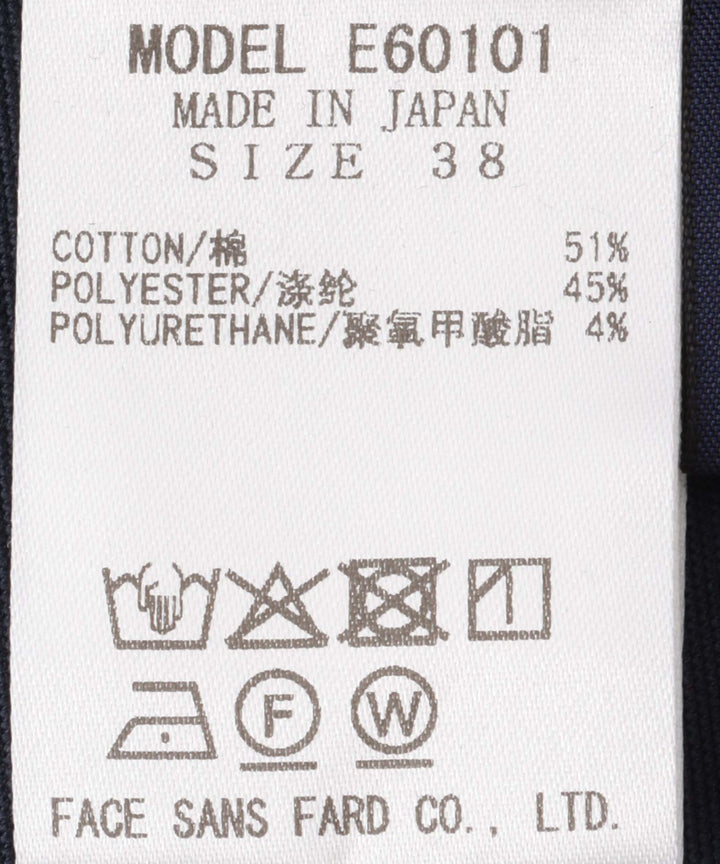 MODEL E60101
MADE IN JAPAN
SIZE 38
COTTON/棉 51%
POLYESTER/涤纶 45%
POLYURETHANE/聚氨甲酸脂 4%
F W
FACE SANS FARD CO., LTD.